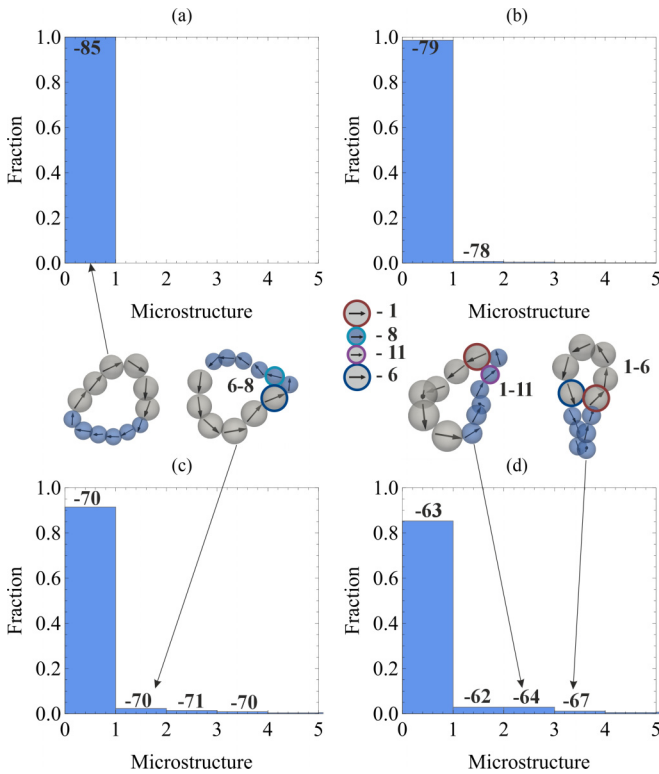 (a)
1.0
0.8
0.6
0.4
0.2
0.0
Fraction
-85
0 1 2 3 4 5
Microstructure
(b)
1.0
0.8
0.6
0.4
0.2
0.0
Fraction
-79
-78
0 1 2 3 4 5
Microstructure
6-8
- 1
- 8
- 11
- 6
1-11
1-6
(c)
1.0
0.8
0.6
0.4
0.2
0.0
Fraction
-70
-70 -71 -70
0 1 2 3 4 5
Microstructure
(d)
1.0
0.8
0.6
0.4
0.2
0.0
Fraction
-63
-62 -64 -67
0 1 2 3 4 5
Microstructure